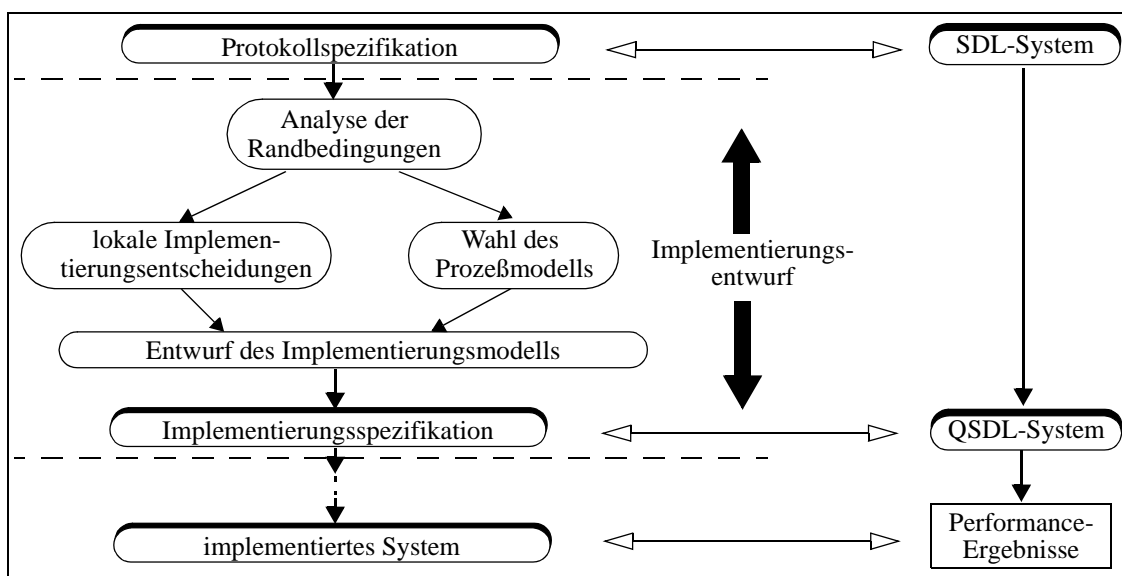 Protokollspezifikation
SDL-System
Analyse der
Randbedingungen
lokale Implemen-
tierungsentscheidungen
Wahl des
Prozeßmodells
Implementierungs-
entwurf
Entwurf des Implementierungsmodells
Implementierungsspezifikation
QSDL-System
implementiertes System
Performance-
Ergebnisse